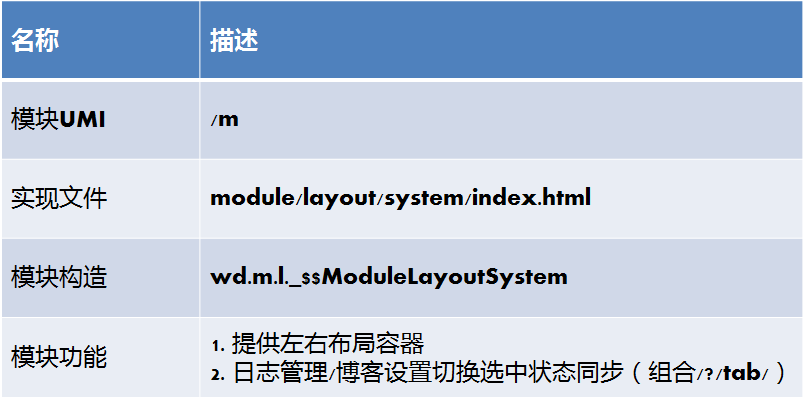 名称 描述
模块UMI /m
实现文件 module/layout/system/index.html
模块构造 wd.m.l._$$ModuleLayoutSystem
模块功能 1. 提供左右布局容器
2. 日志管理/博客设置切换选中状态同步（组合/?/tab/）